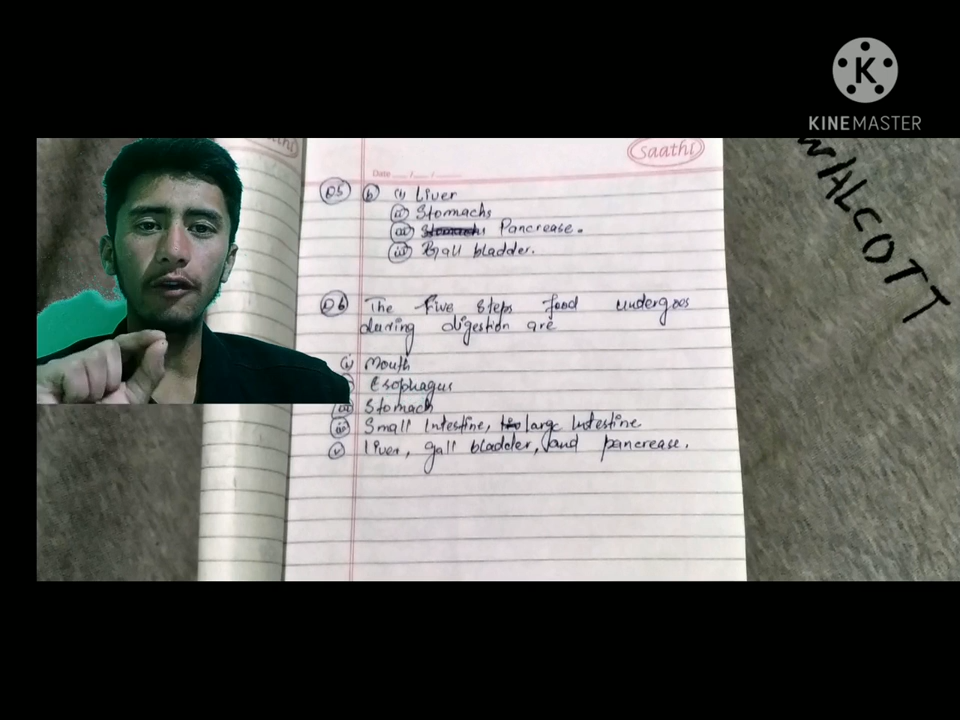 KINEMASTER
saathi
Date
WALCOTT
Q5 b (i) Liver
(ii) Stomachs
(iii) Pancrease.
(iii) Gall bladder.
Q6 The five steps food undergoes
during digestion are
(i) Mouth
Esophagus
(iii) Stomach
(iv) Small Intestine, large Intestine
(v) liver, gall bladder, and pancrease.